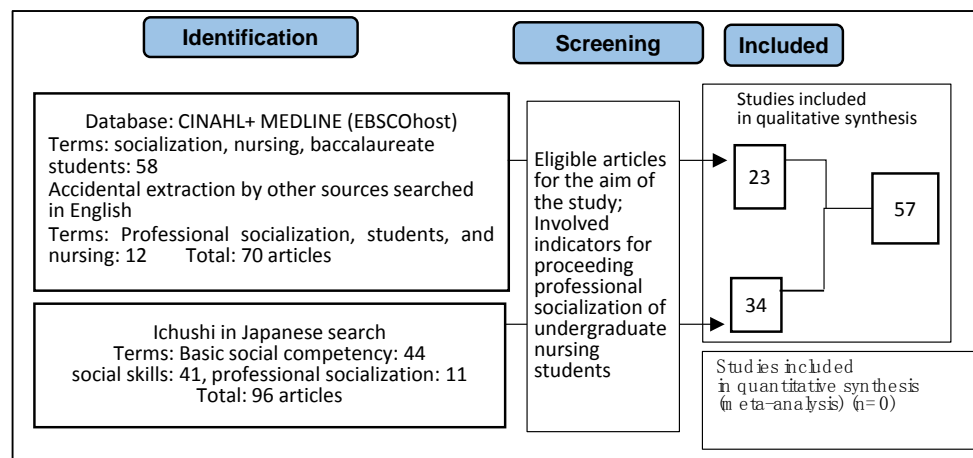 Identification
Screening
Included
Database: CINAHL+ MEDLINE (EBSCOhost)
Terms: socialization, nursing, baccalaureate
students: 58
Accidental extraction by other sources searched
in English
Terms: Professional socialization, students, and
nursing: 12 Total: 70 articles
Ichushi in Japanese search
Terms: Basic social competency: 44
social skills: 41, professional socialization: 11
Total: 96 articles
Eligible articles
for the aim of
the study;
Involved
indicators for
proceeding
professional
socialization of
undergraduate
nursing
students
Studies included
in qualitative synthesis
23
57
34
Studies included
in quantitative synthesis
(meta-analysis) (n=0)